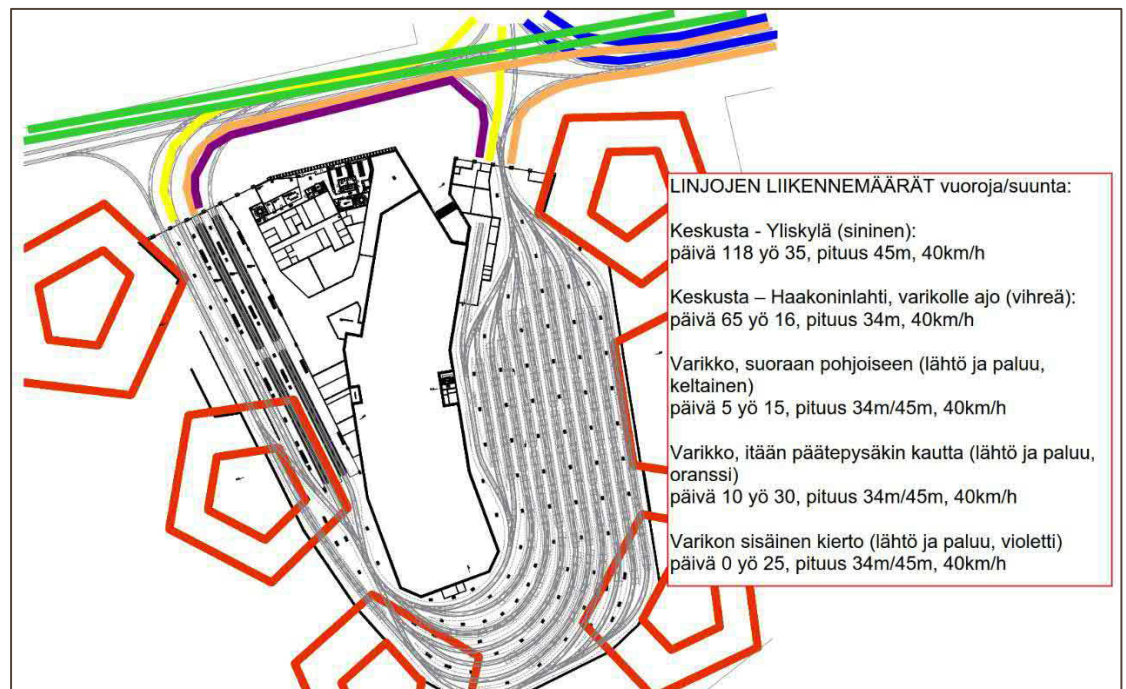 LINJOJEN LIIKENNEMÄÄRÄT vuoroja/suunta:
Keskusta - Yliskylä (sininen):
päivä 118 yö 35, pituus 45m, 40km/h
Keskusta – Haakoninlahti, varikolle ajo (vihreä):
päivä 65 yö 16, pituus 34m, 40km/h
Varikko, suoraan pohjoiseen (lähtö ja paluu,
keltainen)
päivä 5 yö 15, pituus 34m/45m, 40km/h
Varikko, itään päätepysäkin kautta (lähtö ja paluu,
oranssi)
päivä 10 yö 30, pituus 34m/45m, 40km/h
Varikon sisäinen kierto (lähtö ja paluu, violetti)
päivä 0 yö 25, pituus 34m/45m, 40km/h